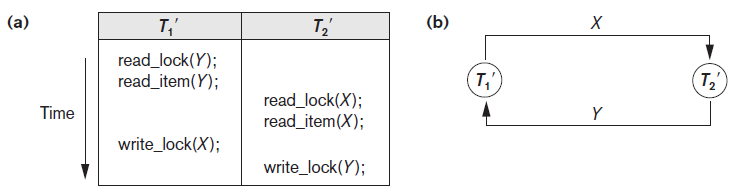 (a)
T₁′ T₂′
read_lock(Y);
read_item(Y);
read_lock(X);
read_item(X);
Time
write_lock(X);
write_lock(Y);
(b)
X
T₁′ T₂′
Y